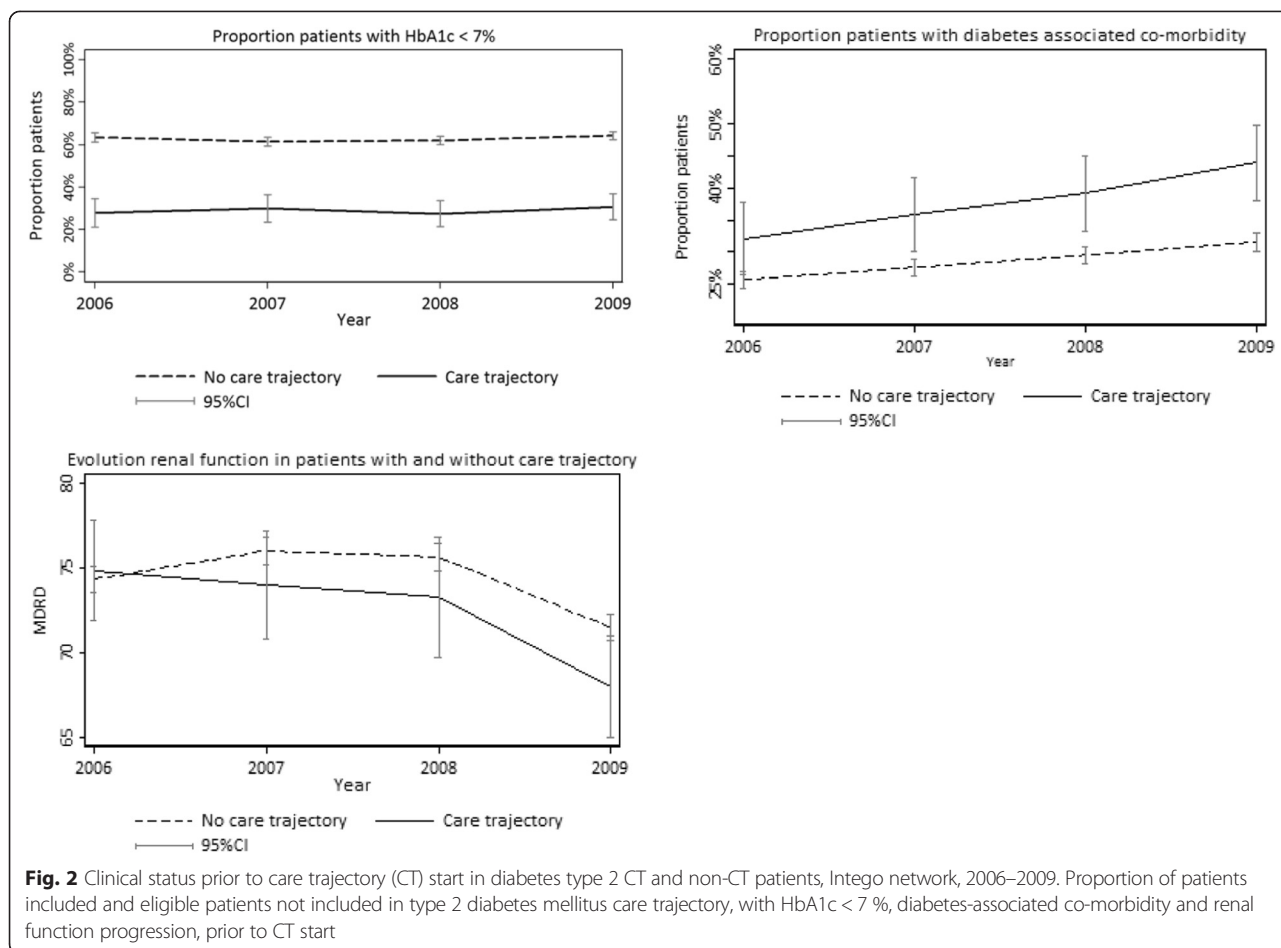 Proportion patients with HbA1c < 7%
Proportion patients
100%
80%
60%
40%
20%
0%
2006 2007 2008 2009
Year
No care trajectory Care trajectory
95%CI
Proportion patients with diabetes associated co-morbidity
Proportion patients
60%
50%
40%
25%
2006 2007 2008 2009
Year
No care trajectory Care trajectory
95%CI
Evolution renal function in patients with and without care trajectory
MDRD
80
75
70
65
2006 2007 2008 2009
Year
No care trajectory Care trajectory
95%CI
Fig. 2 Clinical status prior to care trajectory (CT) start in diabetes type 2 CT and non-CT patients, Intego network, 2006–2009. Proportion of patients
included and eligible patients not included in type 2 diabetes mellitus care trajectory, with HbA1c < 7 %, diabetes-associated co-morbidity and renal
function progression, prior to CT start